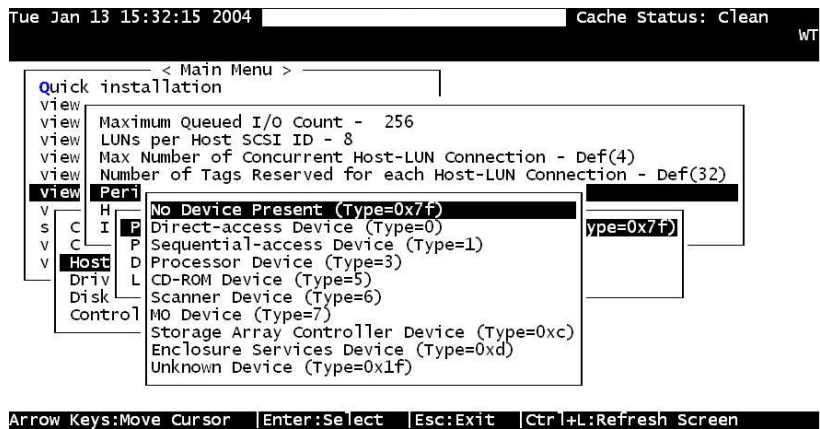 Tue Jan 13 15:32:15 2004 Cache Status: Clean
WT
< Main Menu >
Quick installation
view
view Maximum Queued I/O Count - 256
view LUNs per Host SCSI ID - 8
view Max Number of Concurrent Host-LUN Connection - Def(4)
view Number of Tags Reserved for each Host-LUN Connection - Def(32)
view Peri
v H No Device Present (Type=0x7f)
s C I P Direct-access Device (Type=0) ype=0x7f)
v C P Sequential-access Device (Type=1)
v Host D Processor Device (Type=3)
Driv L CD-ROM Device (Type=5)
Disk Scanner Device (Type=6)
Control MO Device (Type=7)
Storage Array Controller Device (Type=0xc)
Enclosure Services Device (Type=0xd)
Unknown Device (Type=0x1f)
Arrow Keys:Move Cursor |Enter:Select |Esc:Exit |Ctrl+L:Refresh Screen